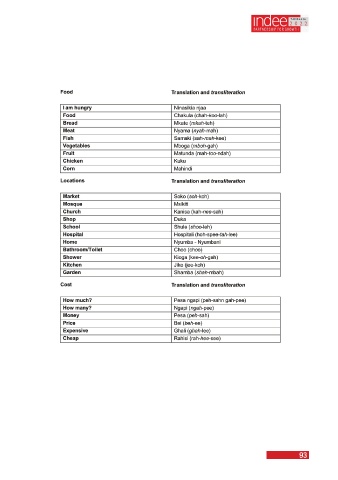 indee
2023
Food Translation and transliteration
I am hungry Ninasikia njaa
Food Chakula (chah-koo-lah)
Bread Mkate (mkah-teh)
Meat Nyama (nyah-mah)
Fish Samaki (sah-mah-kee)
Vegetables Mboga (mboh-gah)
Fruit Matunda (mah-too-ndah)
Chicken Kuku
Corn Mahindi
Locations Translation and transliteration
Market Soko (soh-koh)
Mosque Msikiti
Church Kanisa (kah-nee-sah)
Shop Duka
School Shule (shoo-leh)
Hospital Hospitali (hoh-spee-tah-lee)
Home Nyumba - Nyumbani
Bathroom/Toilet Choo (choo)
Shower Kioga (kee-oh-gah)
Kitchen Jiko (jee-koh)
Garden Shamba (shah-mbah)
Cost Translation and transliteration
How much? Pesa ngapi (peh-sahn gah-pee)
How many? Ngapi (ngah-pee)
Money Pesa (peh-sah)
Price Bei (beh-ee)
Expensive Ghali (ghah-lee)
Cheap Rahisi (rah-hee-see)
93